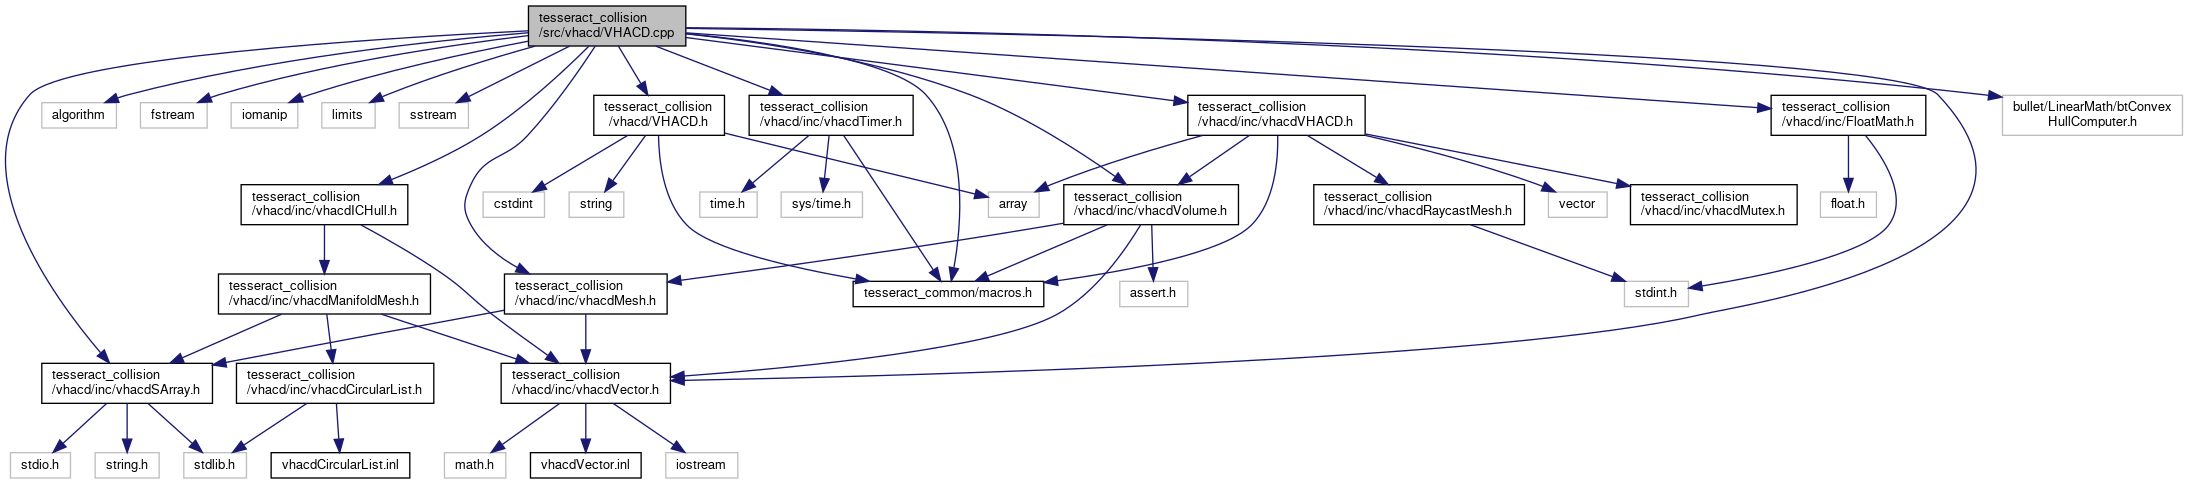 tesseract_collision
/src/vhacd/VHACD.cpp
algorithm
fstream
iomanip
limits
sstream
tesseract_collision
/vhacd/VHACD.h
tesseract_collision
/vhacd/inc/vhacdTimer.h
tesseract_collision
/vhacd/inc/vhacdVHACD.h
tesseract_collision
/vhacd/inc/FloatMath.h
bullet/LinearMath/btConvex
HullComputer.h
tesseract_collision
/vhacd/inc/vhacdICHull.h
cstdint
string
time.h
sys/time.h
array
tesseract_collision
/vhacd/inc/vhacdVolume.h
tesseract_collision
/vhacd/inc/vhacdRaycastMesh.h
vector
tesseract_collision
/vhacd/inc/vhacdMutex.h
float.h
tesseract_collision
/vhacd/inc/vhacdManifoldMesh.h
tesseract_collision
/vhacd/inc/vhacdMesh.h
tesseract_common/macros.h
assert.h
stdint.h
tesseract_collision
/vhacd/inc/vhacdSArray.h
tesseract_collision
/vhacd/inc/vhacdCircularList.h
tesseract_collision
/vhacd/inc/vhacdVector.h
stdio.h
string.h
stdlib.h
vhacdCircularList.inl
math.h
vhacdVector.inl
iostream